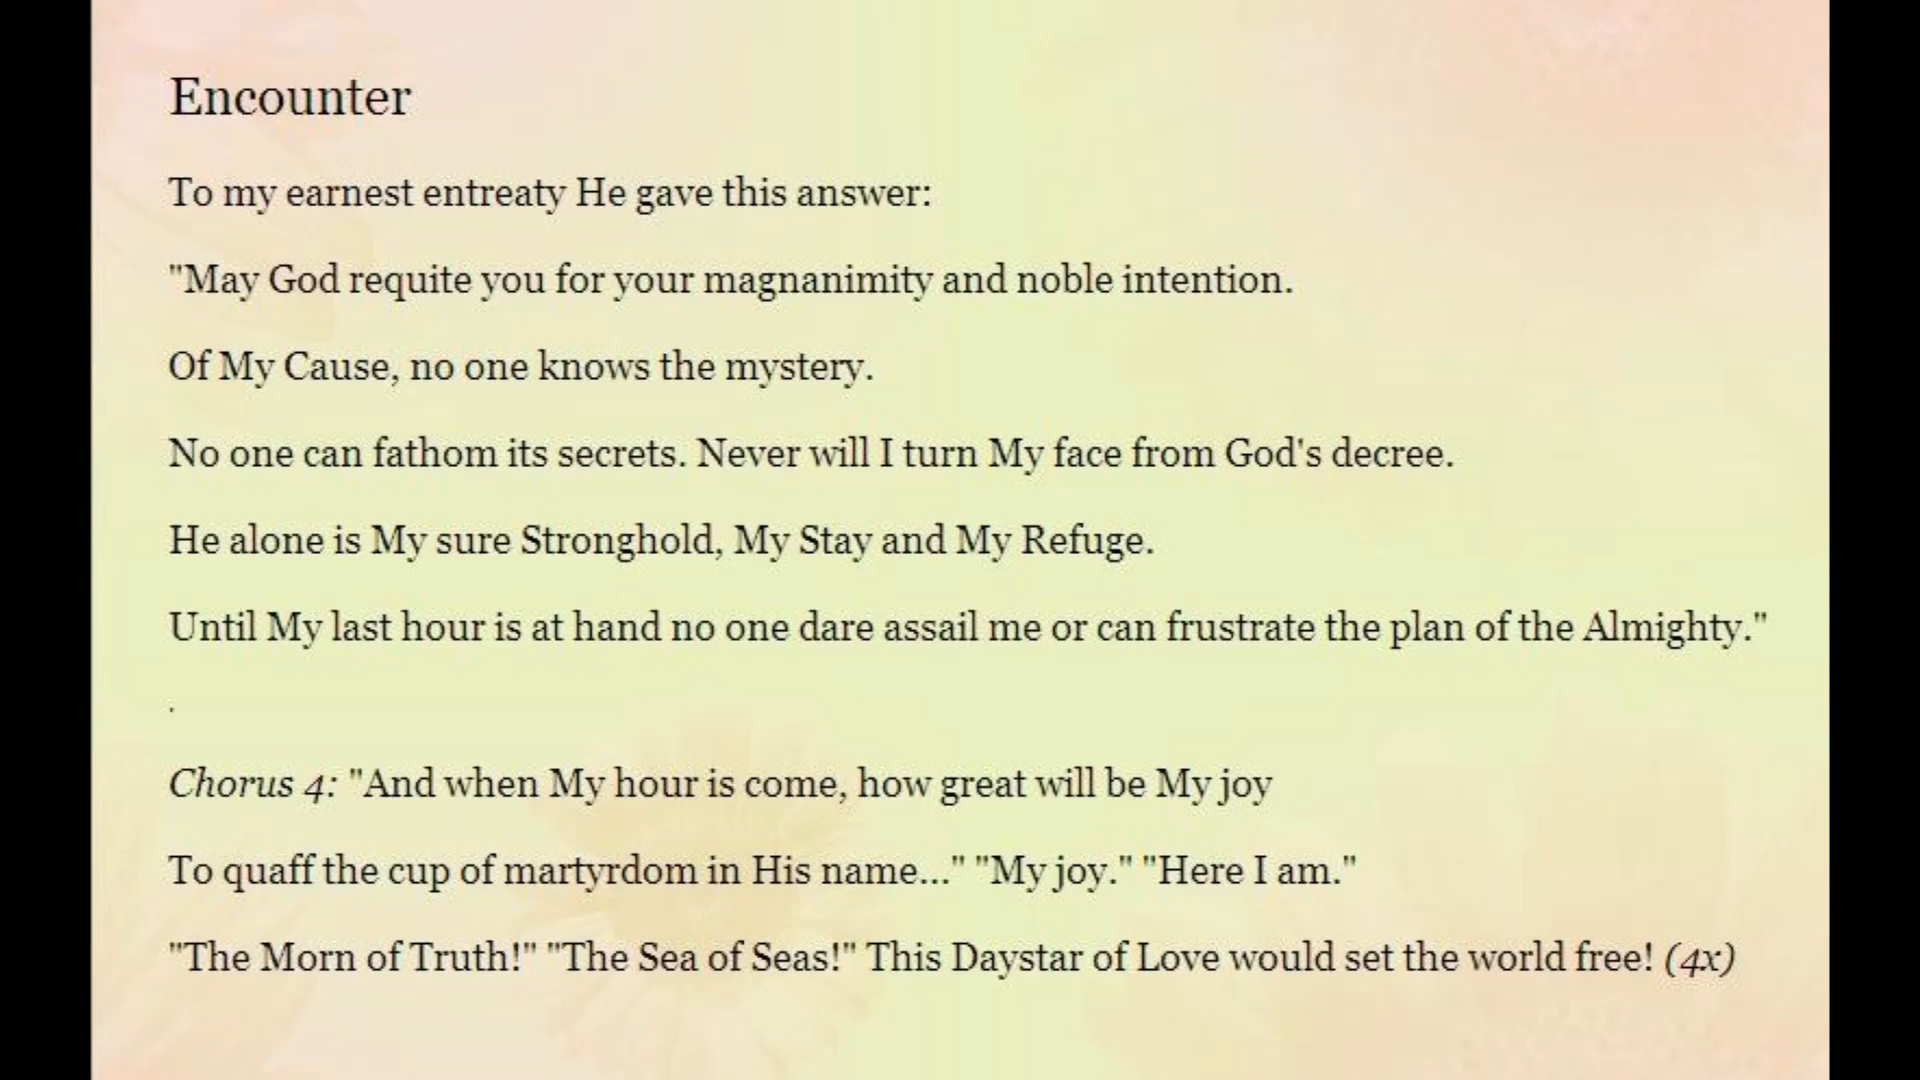 Encounter
To my earnest entreaty He gave this answer:
"May God requite you for your magnanimity and noble intention.
Of My Cause, no one knows the mystery.
No one can fathom its secrets. Never will I turn My face from God's decree.
He alone is My sure Stronghold, My Stay and My Refuge.
Until My last hour is at hand no one dare assail me or can frustrate the plan of the Almighty."
.
Chorus 4: "And when My hour is come, how great will be My joy
To quaff the cup of martyrdom in His name..." "My joy." "Here I am."
"The Morn of Truth!" "The Sea of Seas!" This Daystar of Love would set the world free! (4x)